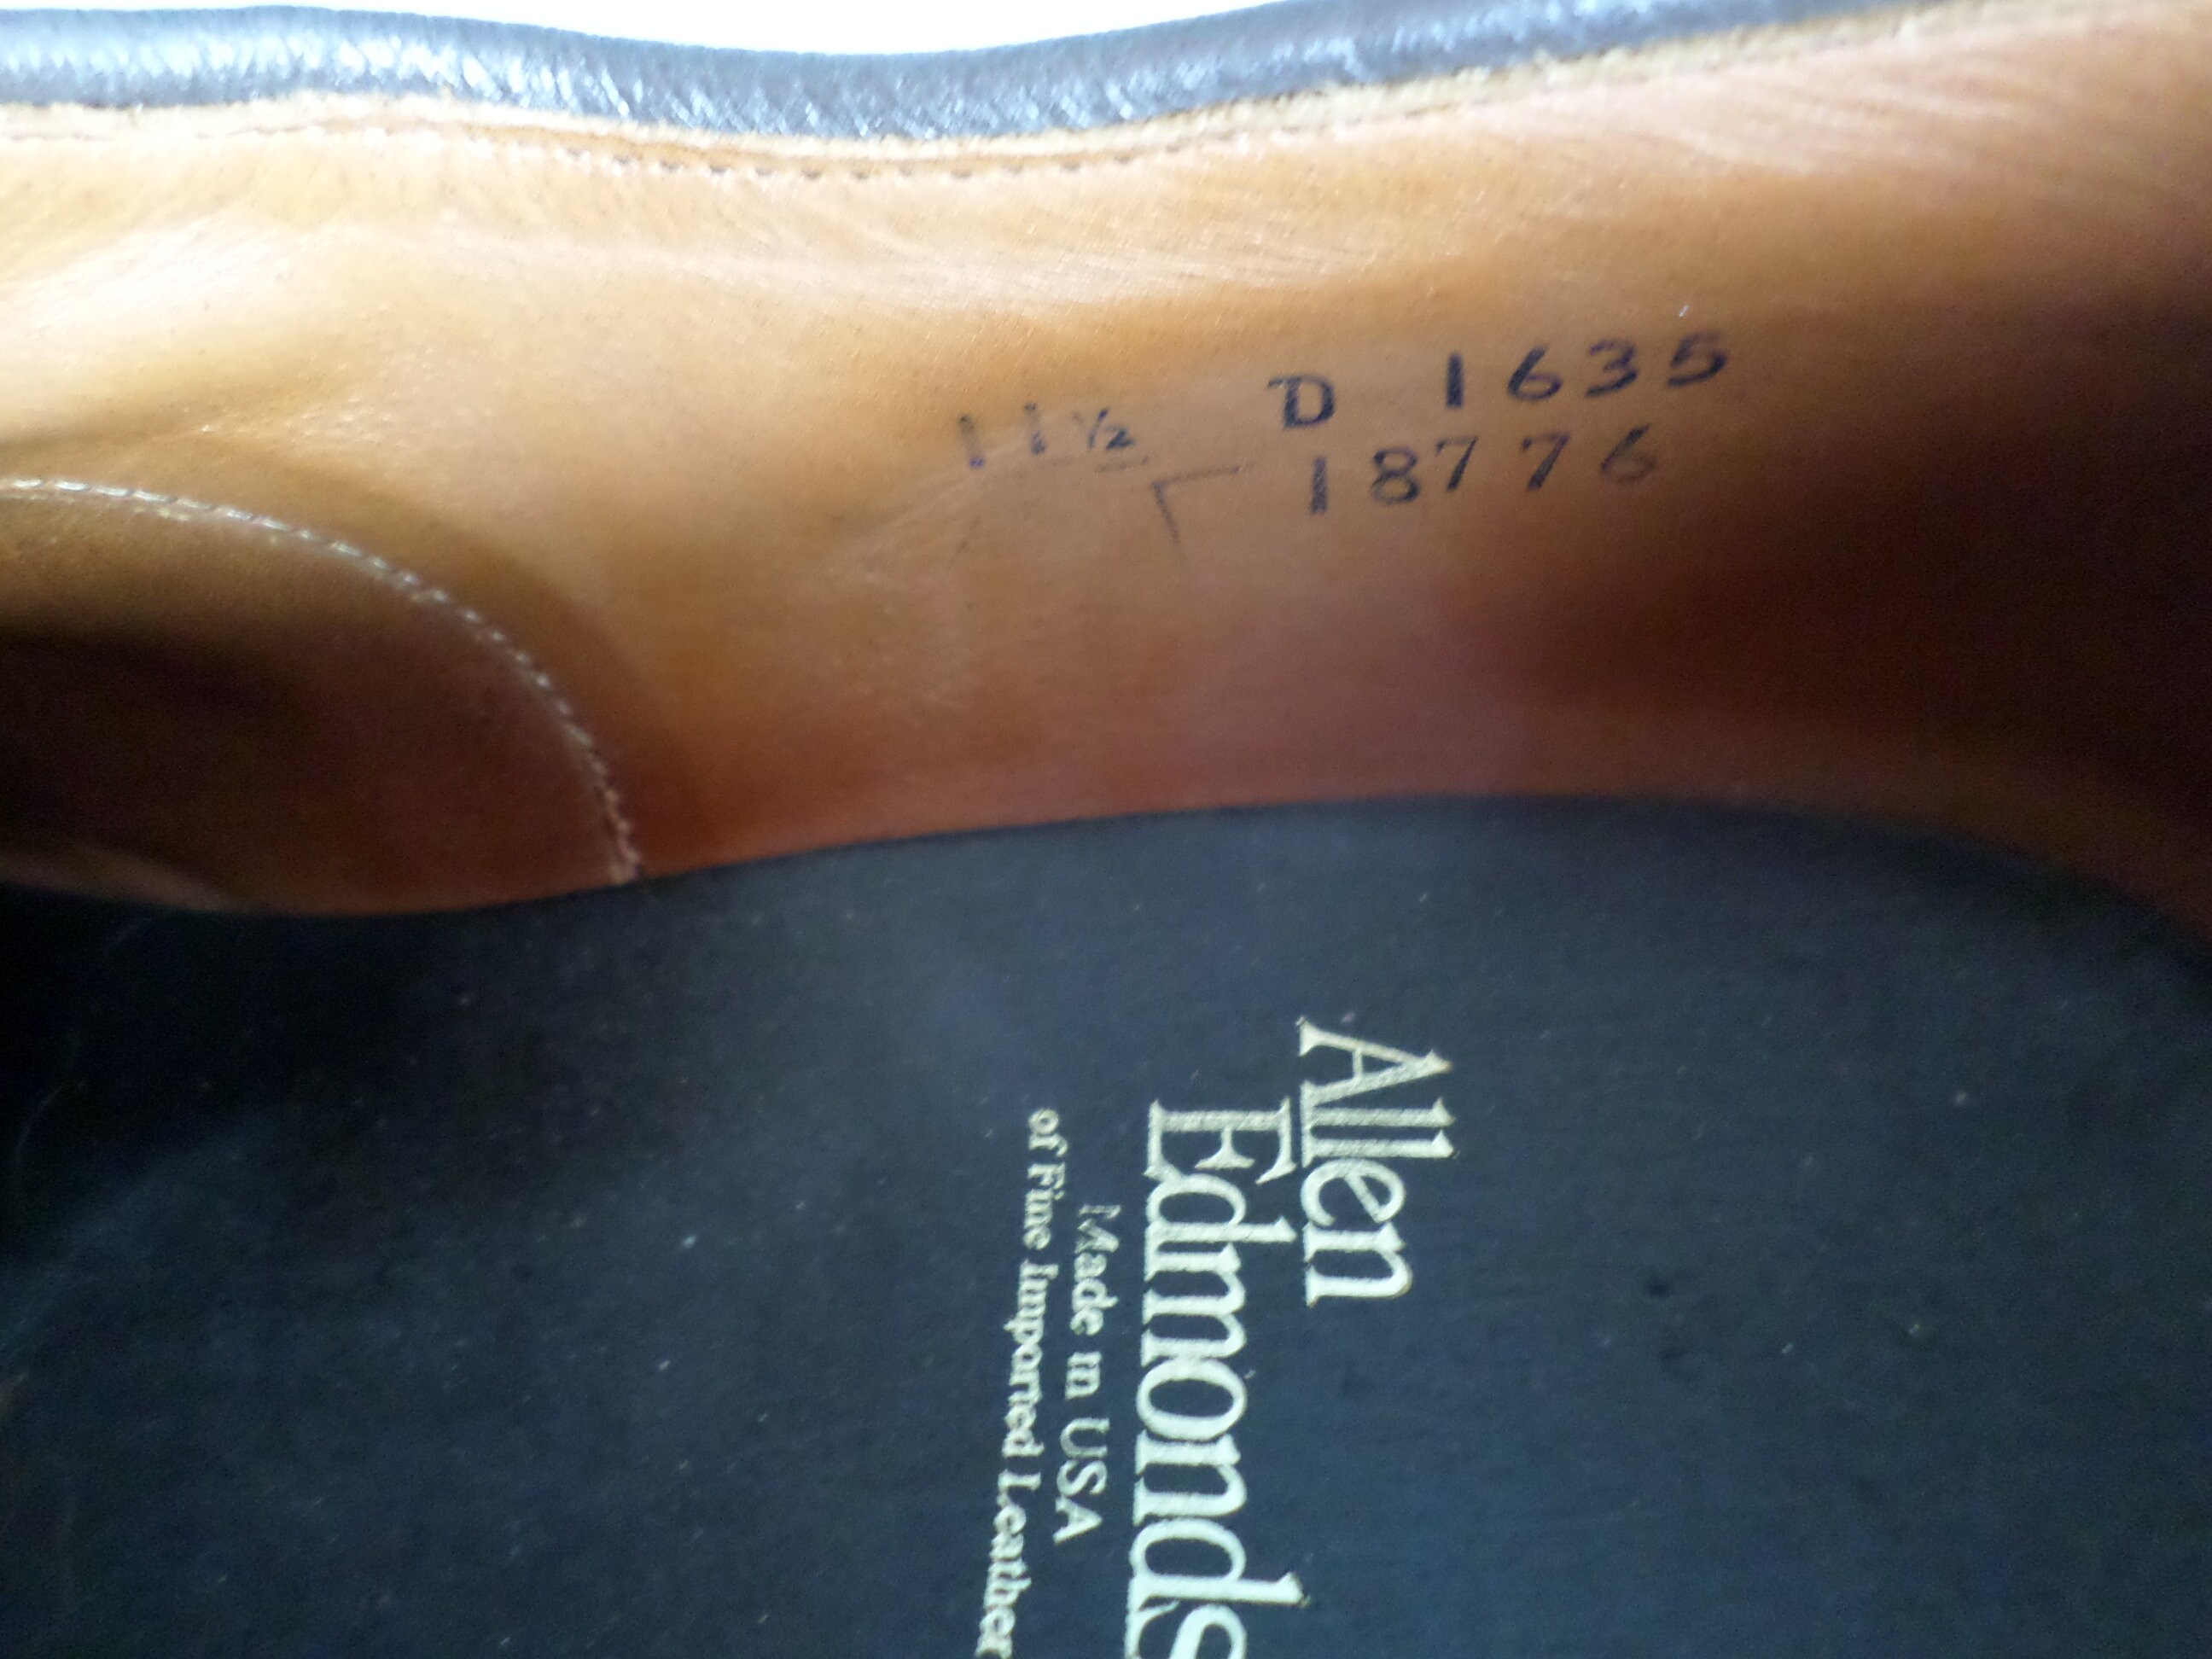 11½ D 1635
18776
Allen
Edmonds
Made in USA
of Fine Imported Leather